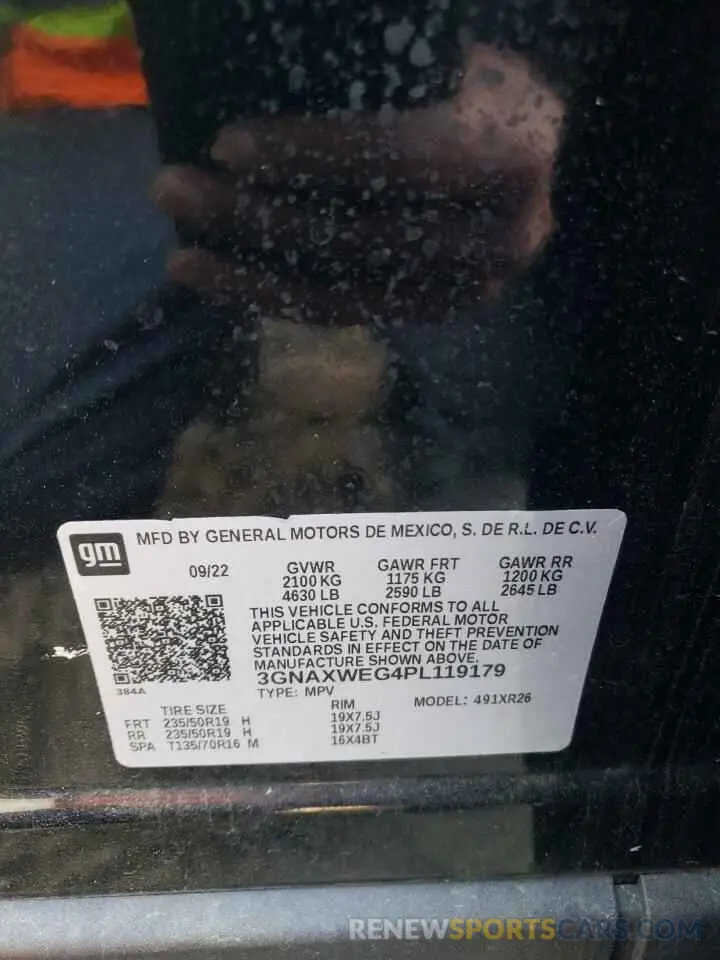 gm
MFD BY GENERAL MOTORS DE MEXICO, S. DE R.L. DE C.V.
09/22 GVWR GAWR FRT GAWR RR
2100 KG 1175 KG 1200 KG
4630 LB 2590 LB 2645 LB
THIS VEHICLE CONFORMS TO ALL
APPLICABLE U.S. FEDERAL MOTOR
VEHICLE SAFETY AND THEFT PREVENTION
STANDARDS IN EFFECT ON THE DATE OF
MANUFACTURE SHOWN ABOVE.
3GNAXWEG4PL119179
384A
TYPE: MPV MODEL: 491XR26
TIRE SIZE RIM
FRT 235/50R19 H 19X7.5J
RR 235/50R19 H 19X7.5J
SPA T135/70R16 M 16X4BT
RENEWSPORTSCARS.COM